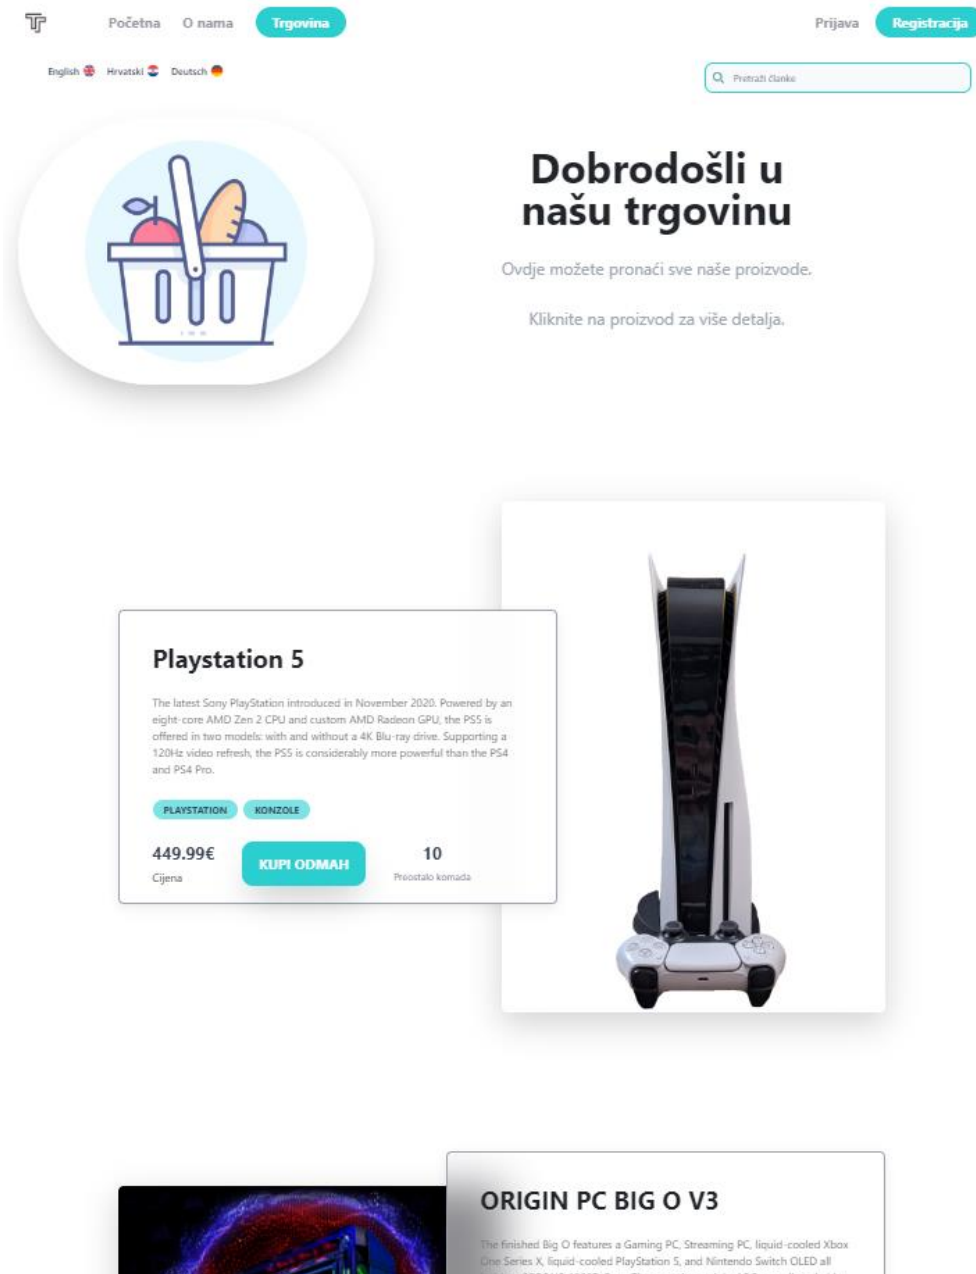 Početna O nama Trgovina Prijava Registracija
English Hrvatski Deutsch Pretraži članke
Dobrodošli u
našu trgovinu
Ovdje možete pronaći sve naše proizvode.
Kliknite na proizvod za više detalja.
Playstation 5
The latest Sony PlayStation introduced in November 2020. Powered by an
eight-core AMD Zen 2 CPU and custom AMD Radeon GPU, the PS5 is
offered in two models: with and without a 4K Blu-ray drive. Supporting a
120Hz video refresh, the PS5 is considerably more powerful than the PS4
and PS4 Pro.
PLAYSTATION KONZOLE
449.99€ KUPI ODMAH 10
Cijena Preostalo komada
ORIGIN PC BIG O V3
The finished Big O features a Gaming PC, Streaming PC, liquid-cooled Xbox
One Series X, liquid-cooled PlayStation 5, and Nintendo Switch OLED all